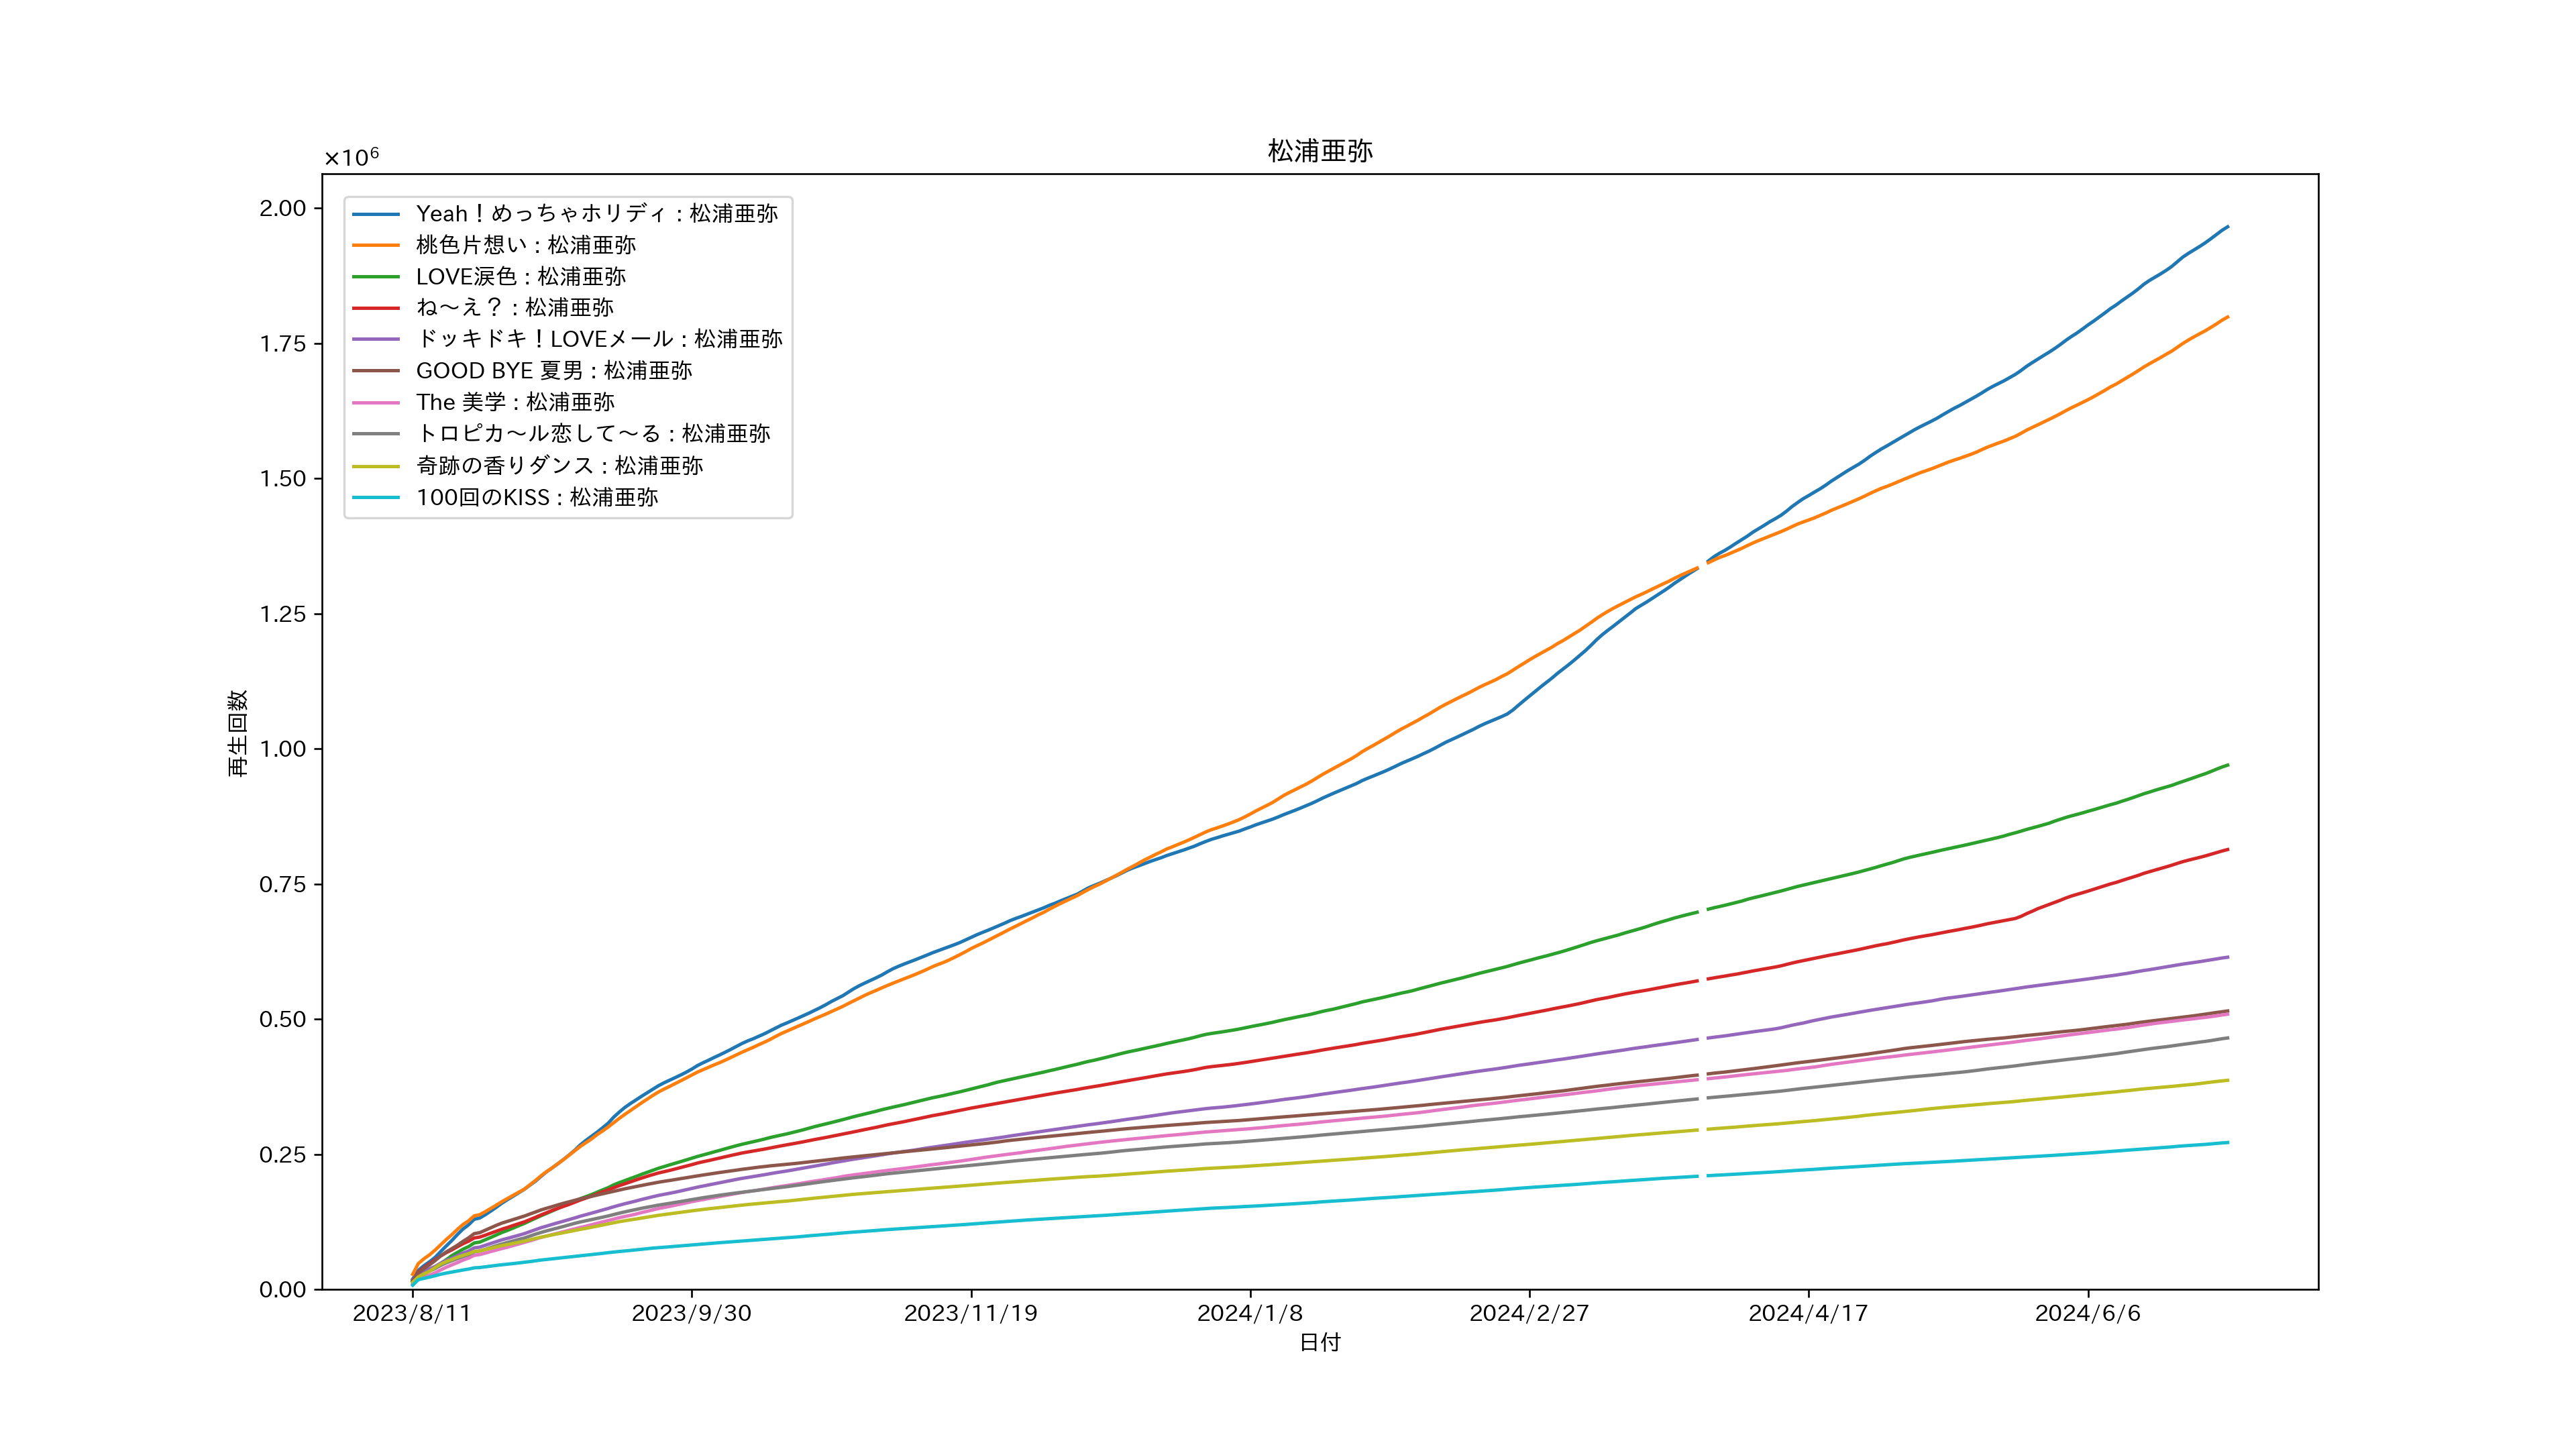 松浦亜弥
×10⁶
2.00
1.75
1.50
1.25
1.00
0.75
0.50
0.25
0.00
再生回数
Yeah！めっちゃホリディ : 松浦亜弥
桃色片想い : 松浦亜弥
LOVE涙色 : 松浦亜弥
ね～え？ : 松浦亜弥
ドッキドキ！LOVEメール : 松浦亜弥
GOOD BYE 夏男 : 松浦亜弥
The 美学 : 松浦亜弥
トロピカ～ル恋して～る : 松浦亜弥
奇跡の香りダンス : 松浦亜弥
100回のKISS : 松浦亜弥
2023/8/11 2023/9/30 2023/11/19 2024/1/8 2024/2/27 2024/4/17 2024/6/6
日付